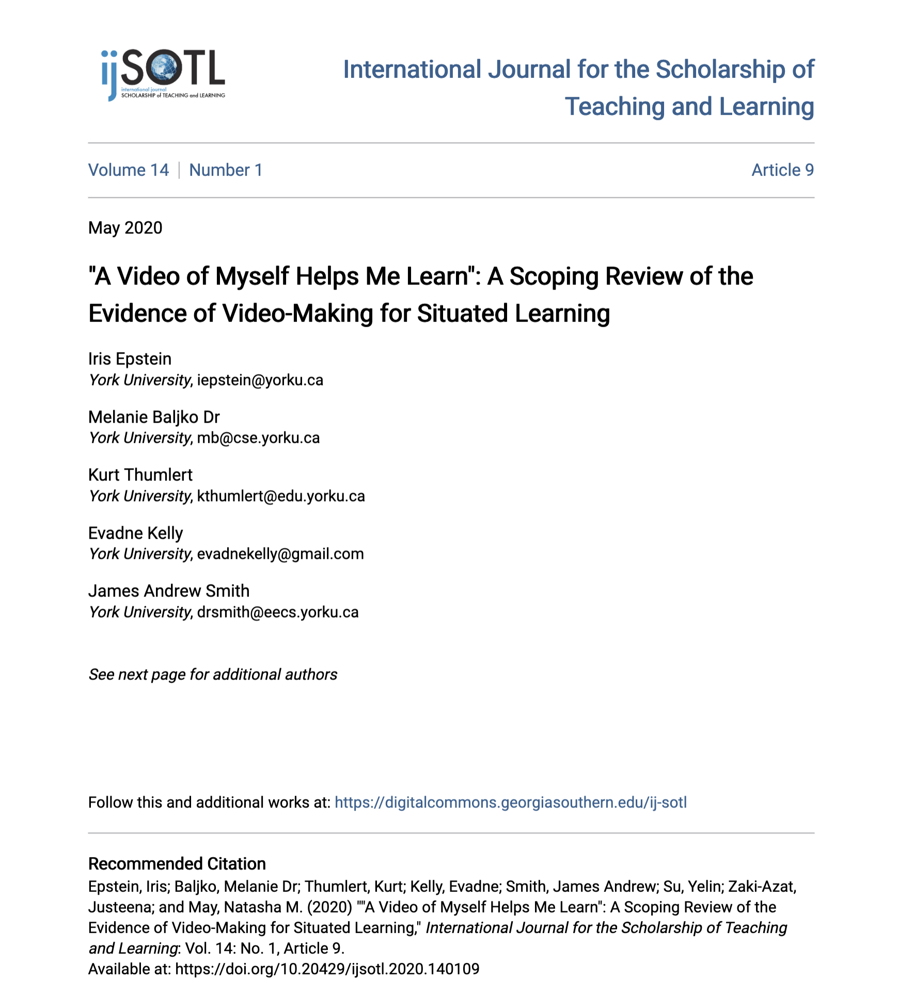 ijSOTL
international journal
SCHOLARSHIP of TEACHING and LEARNING
International Journal for the Scholarship of
Teaching and Learning
Volume 14 | Number 1
Article 9
May 2020
"A Video of Myself Helps Me Learn": A Scoping Review of the
Evidence of Video-Making for Situated Learning
Iris Epstein
York University, iepstein@yorku.ca
Melanie Baljko Dr
York University, mb@cse.yorku.ca
Kurt Thumlert
York University, kthumlert@edu.yorku.ca
Evadne Kelly
York University, evadnekelly@gmail.com
James Andrew Smith
York University, drsmith@eecs.yorku.ca
See next page for additional authors
Follow this and additional works at: https://digitalcommons.georgiasouthern.edu/ij-sotl
Recommended Citation
Epstein, Iris; Baljko, Melanie Dr; Thumlert, Kurt; Kelly, Evadne; Smith, James Andrew; Su, Yelin; Zaki-Azat,
Justeena; and May, Natasha M. (2020) ""A Video of Myself Helps Me Learn": A Scoping Review of the
Evidence of Video-Making for Situated Learning," International Journal for the Scholarship of Teaching
and Learning: Vol. 14: No. 1, Article 9.
Available at: https://doi.org/10.20429/ijsotl.2020.140109